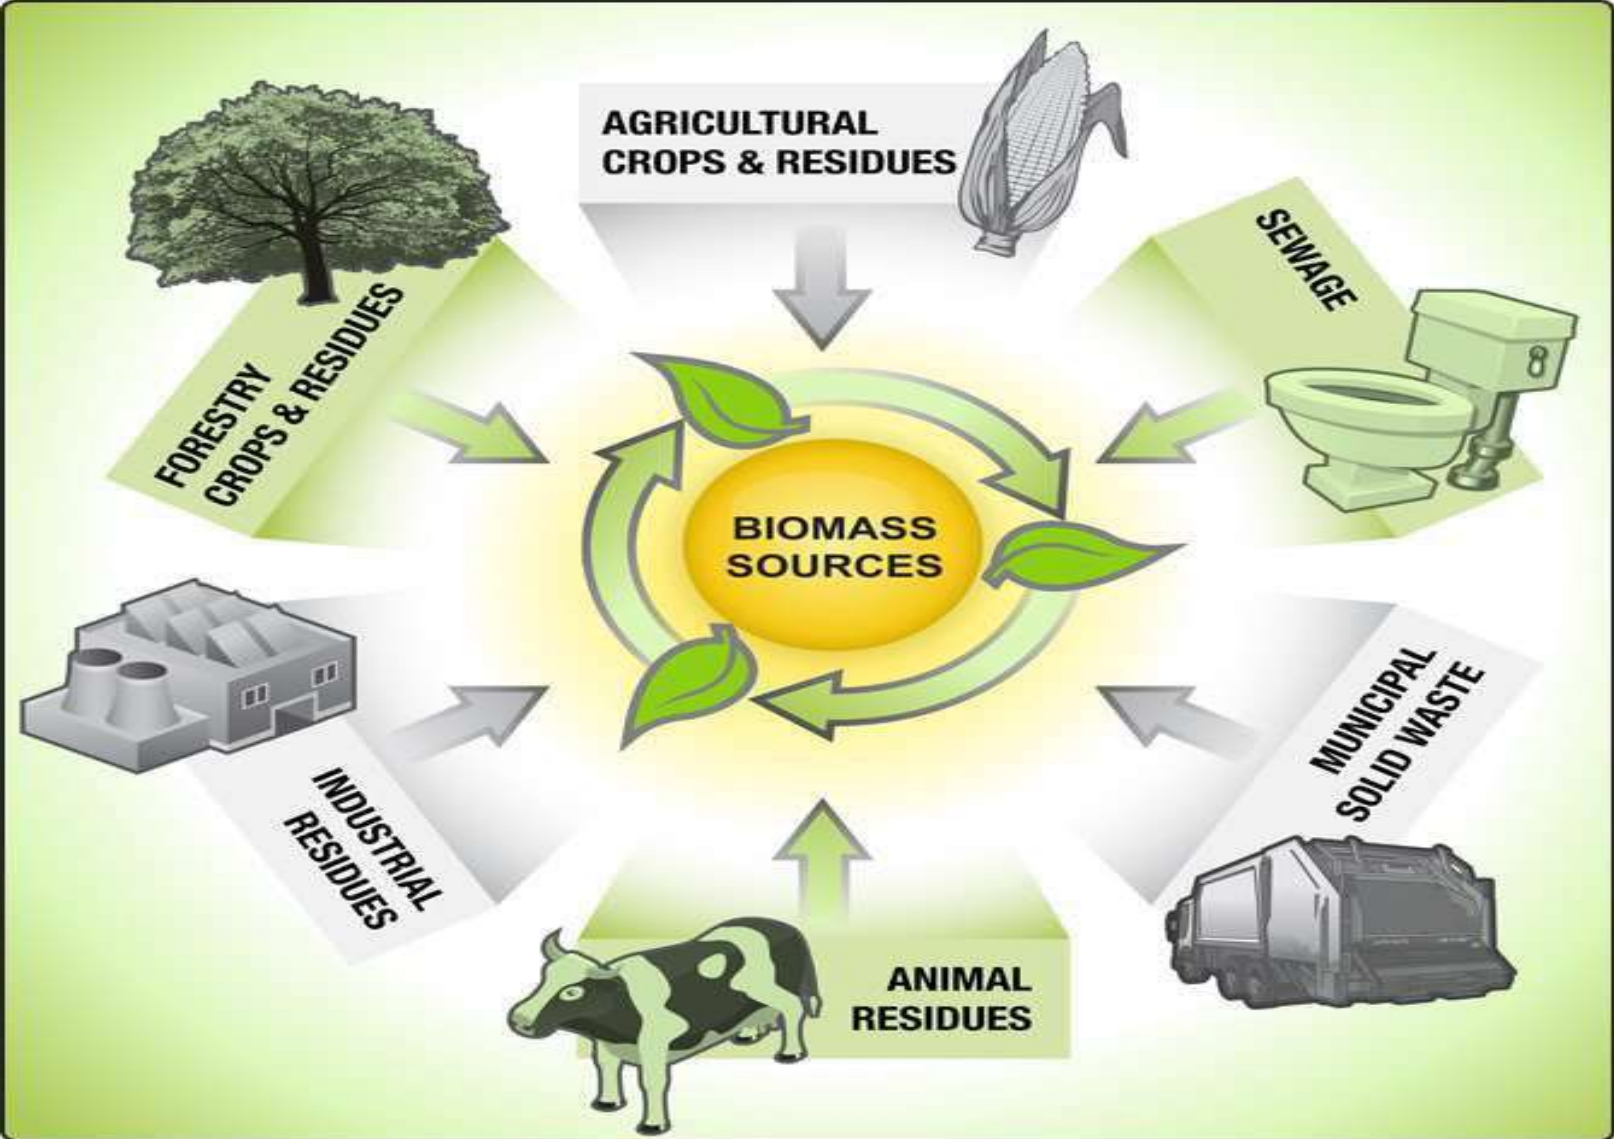 AGRICULTURAL
CROPS & RESIDUES
SEWAGE
FORESTRY
CROPS & RESIDUES
BIOMASS
SOURCES
MUNICIPAL
SOLID WASTE
INDUSTRIAL
RESIDUES
ANIMAL
RESIDUES